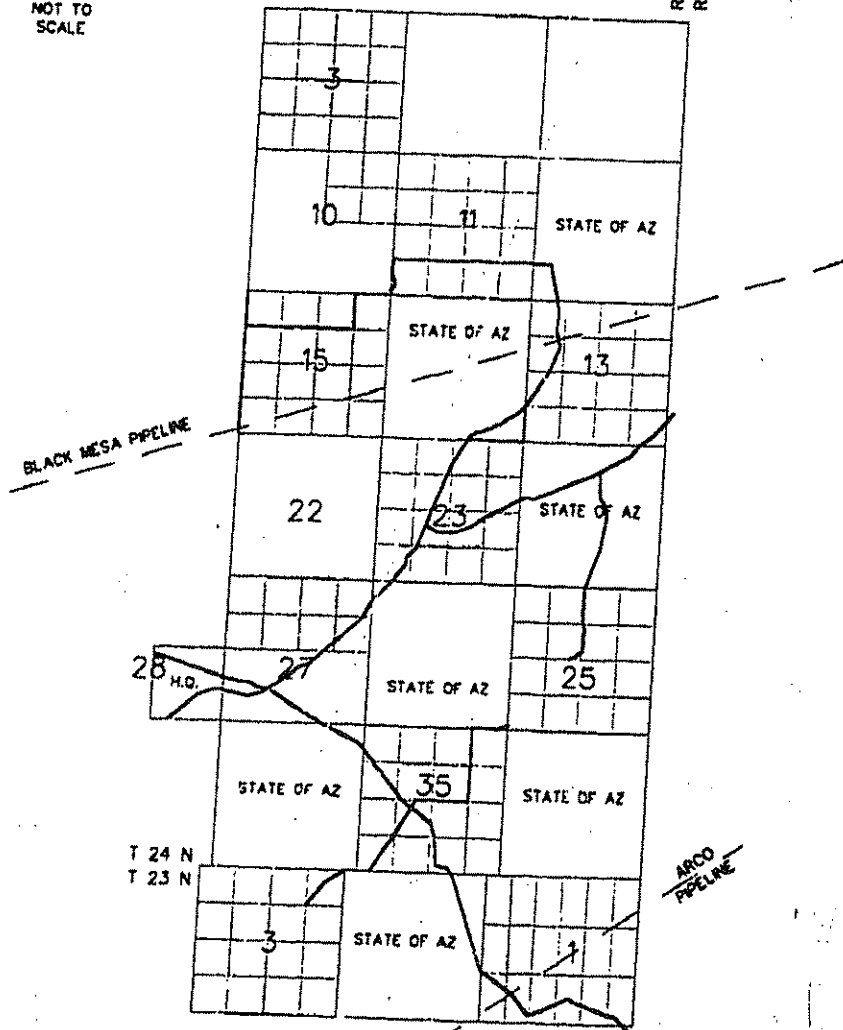 NOT TO
SCALE
R
R
3
10
11
STATE OF AZ
STATE OF AZ
15
13
BLACK MESA PIPELINE
22
23
STATE OF AZ
28
H.Q.
27
STATE OF AZ
25
STATE OF AZ
35
STATE OF AZ
T 24 N
T 23 N
ARCO
PIPELINE
3
STATE OF AZ
1